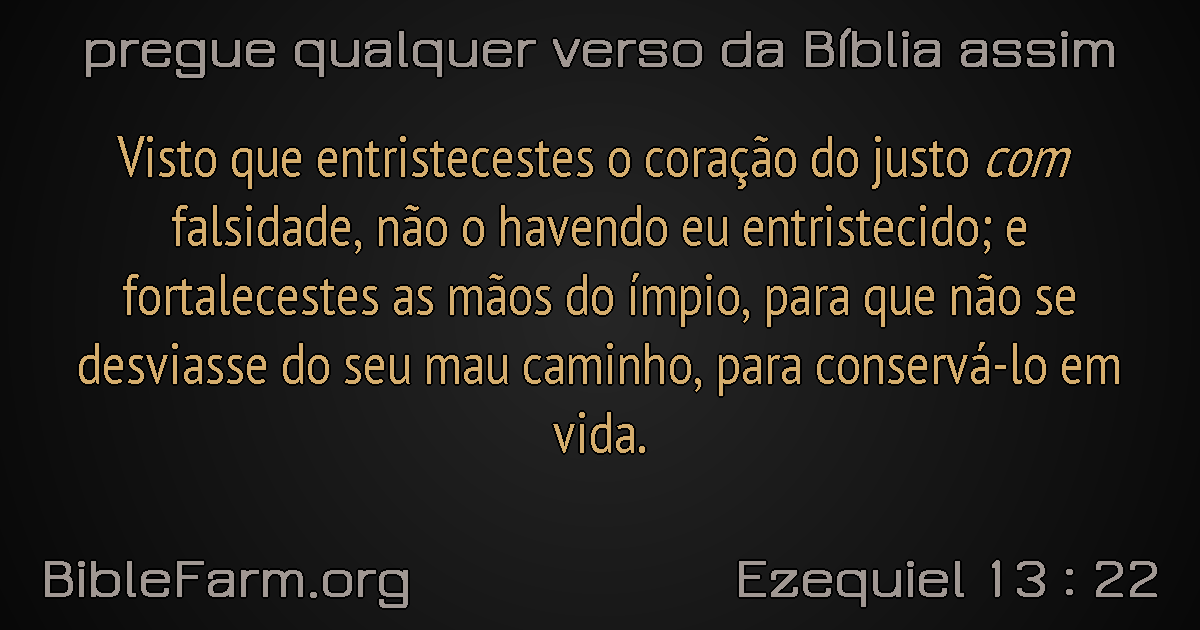 pregue qualquer verso da Bíblia assim
Visto que entristecestes o coração do justo com
falsidade, não o havendo eu entristecido; e
fortalecestes as mãos do ímpio, para que não se
desviasse do seu mau caminho, para conservá-lo em
vida.
BibleFarm.org
Ezequiel 13 : 22